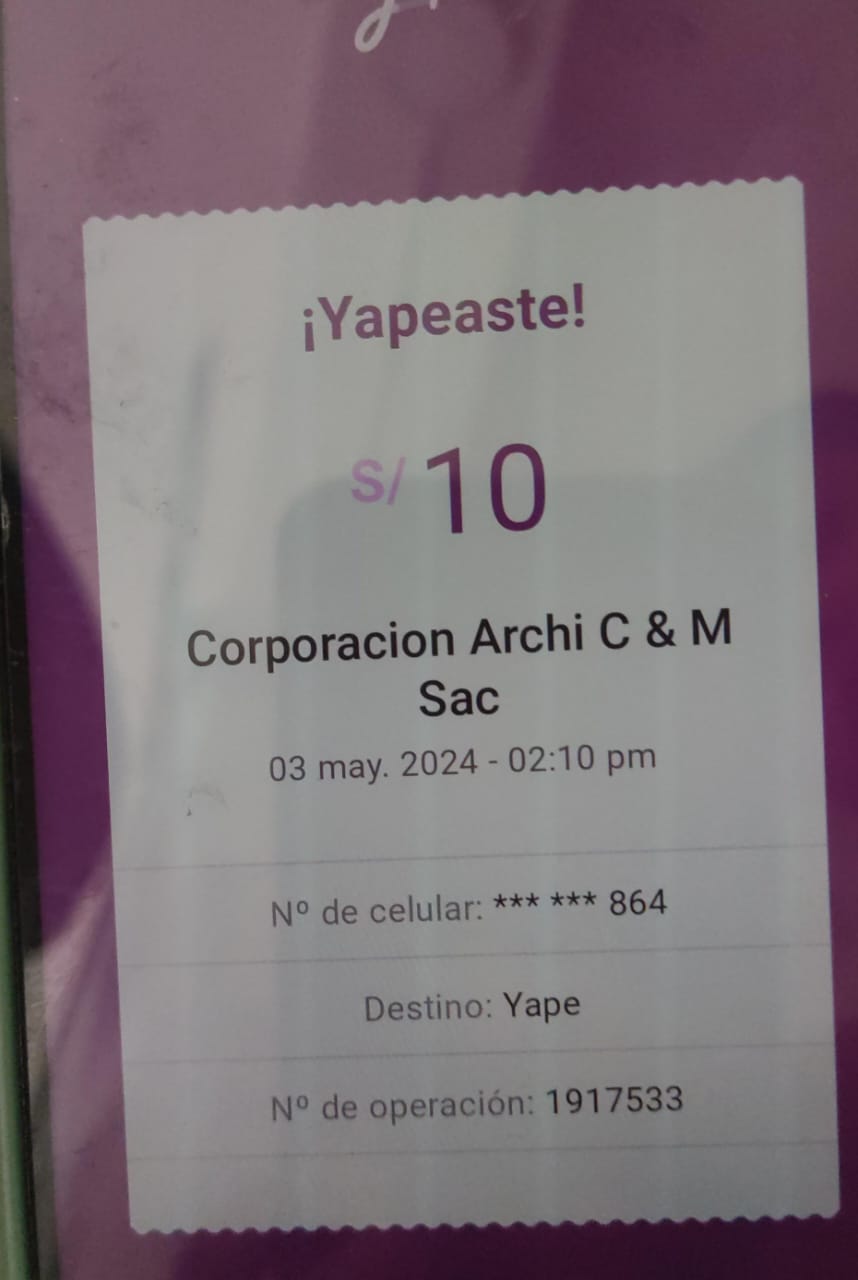 ¡Yapeaste!
S/ 10
Corporacion Archi C & M
Sac
03 may. 2024 - 02:10 pm
Nº de celular: *** *** 864
Destino: Yape
Nº de operación: 1917533